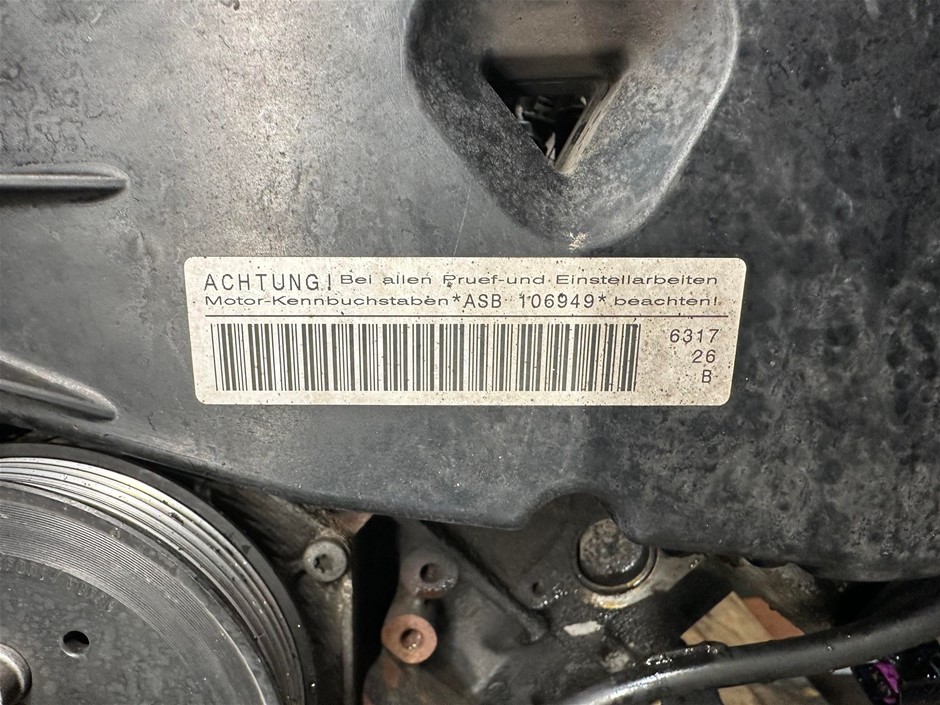 ACHTUNG! Bei allen Pruef-und Einstellarbeiten
Motor-Kennbuchstaben *ASB 106949* beachten!
6317
26
B